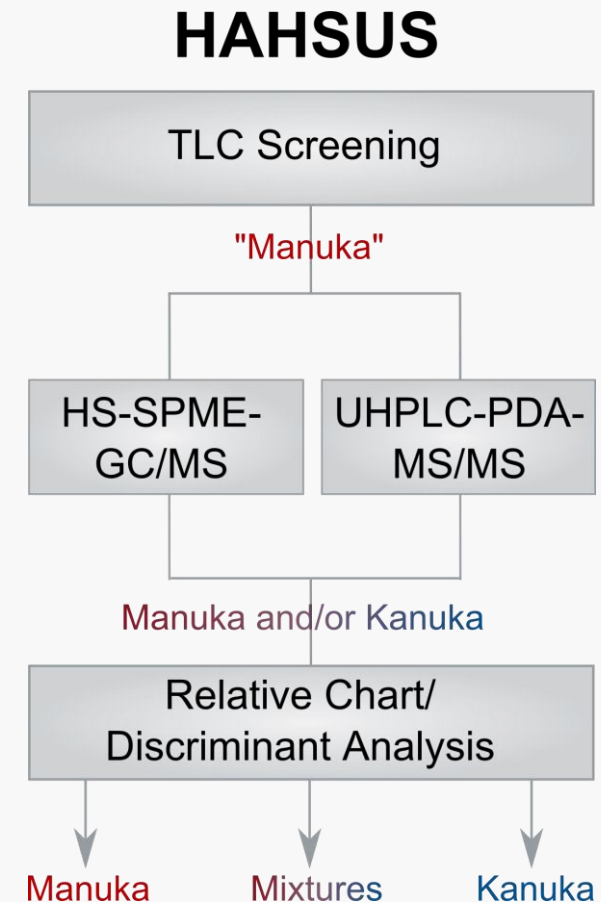 HAHSUS
TLC Screening
"Manuka"
HS-SPME-
GC/MS
UHPLC-PDA-
MS/MS
Manuka and/or Kanuka
Relative Chart/
Discriminant Analysis
Manuka
Mixtures
Kanuka